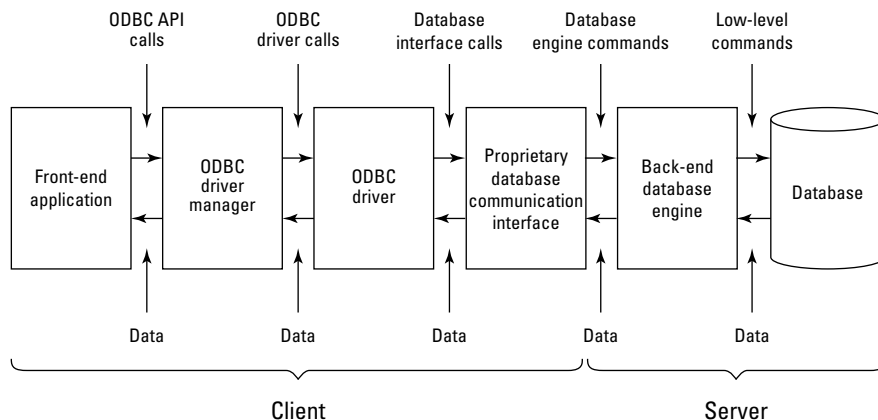 ODBC API
calls
ODBC
driver calls
Database
interface calls
Database
engine commands
Low-level
commands
Front-end
application
ODBC
driver
manager
ODBC
driver
Proprietary
database
communication
interface
Back-end
database
engine
Database
Data
Data
Data
Data
Data
Client
Server